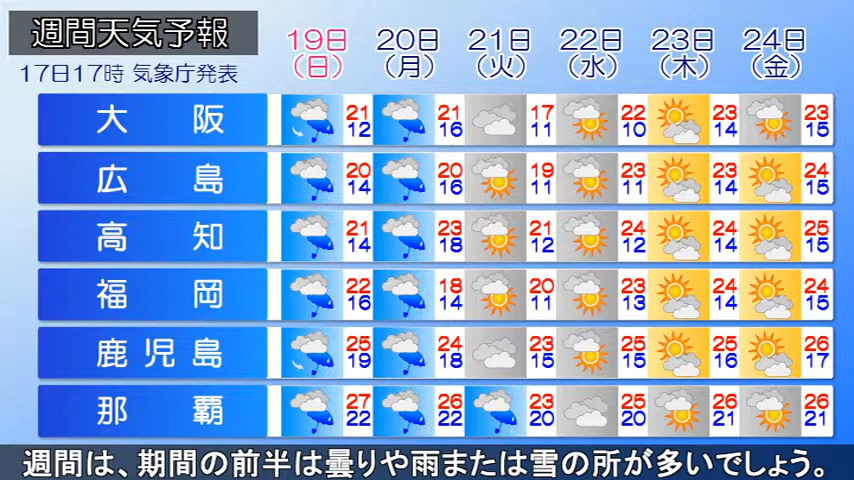 週間天気予報
17日17時 気象庁発表
19日 20日 21日 22日 23日 24日
(日) (月) (火) (水) (木) (金)
大阪 21 12 21 16 17 11 22 10 23 14 23 15
広島 20 14 20 16 19 11 23 11 23 14 24 15
高知 21 14 23 18 21 12 24 12 24 14 25 15
福岡 22 16 18 14 20 11 23 13 24 14 24 15
鹿児島 25 19 24 18 23 15 25 15 25 16 26 17
那覇 27 22 26 22 23 20 25 20 26 21 26 21
週間は、期間の前半は曇りや雨または雪の所が多いでしょう。